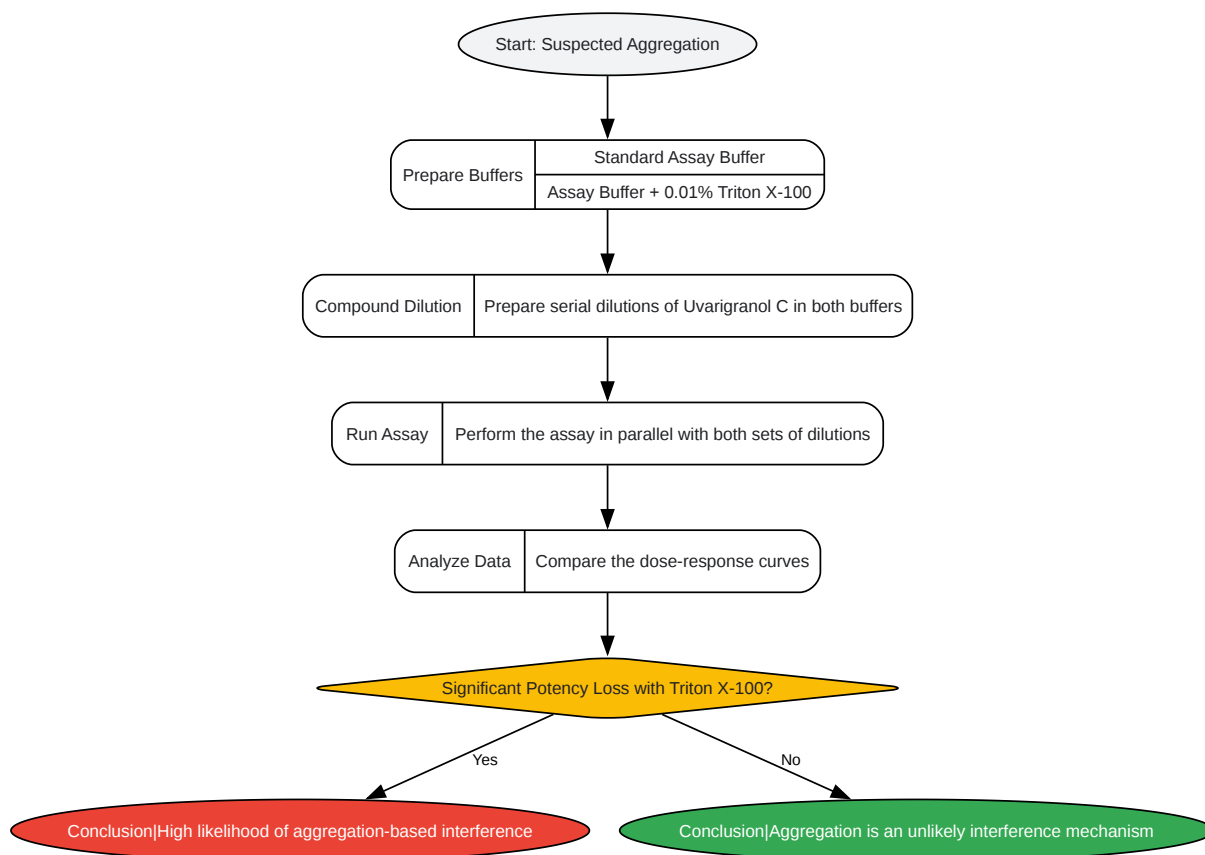 Start: Suspected Aggregation
Prepare Buffers
Standard Assay Buffer
Assay Buffer + 0.01% Triton X-100
Compound Dilution
Prepare serial dilutions of Uvarigranol C in both buffers
Run Assay
Perform the assay in parallel with both sets of dilutions
Analyze Data
Compare the dose-response curves
Significant Potency Loss with Triton X-100?
Yes
No
Conclusion|High likelihood of aggregation-based interference
Conclusion|Aggregation is an unlikely interference mechanism